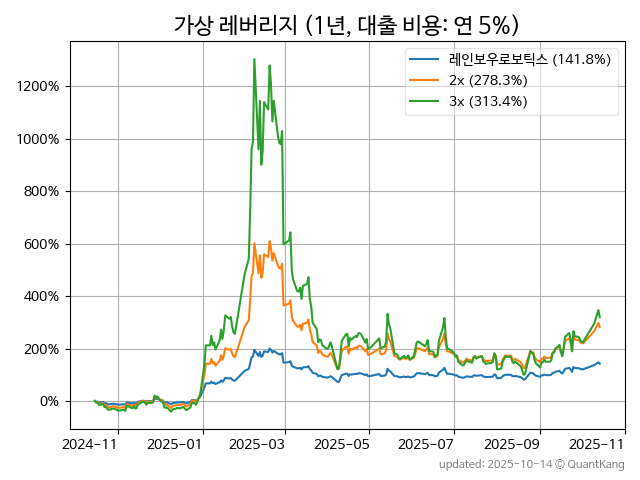 가상 레버리지 (1년, 대출 비용: 연 5%)
레인보우로보틱스 (141.8%)
2x (278.3%)
3x (313.4%)
1200%
1000%
800%
600%
400%
200%
0%
2024-11
2025-01
2025-03
2025-05
2025-07
2025-09
2025-11
updated: 2025-10-14 © QuantKang